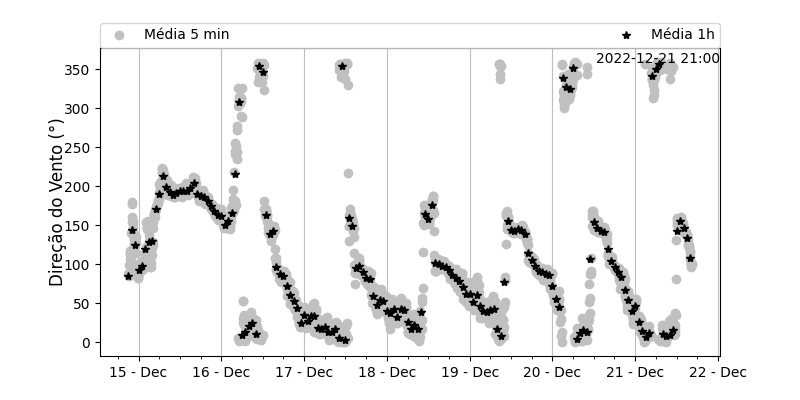 Média 5 min
Média 1h
2022-12-21 21:00
Direção do Vento (°)
350
300
250
200
150
100
50
0
15 - Dec
16 - Dec
17 - Dec
18 - Dec
19 - Dec
20 - Dec
21 - Dec
22 - Dec